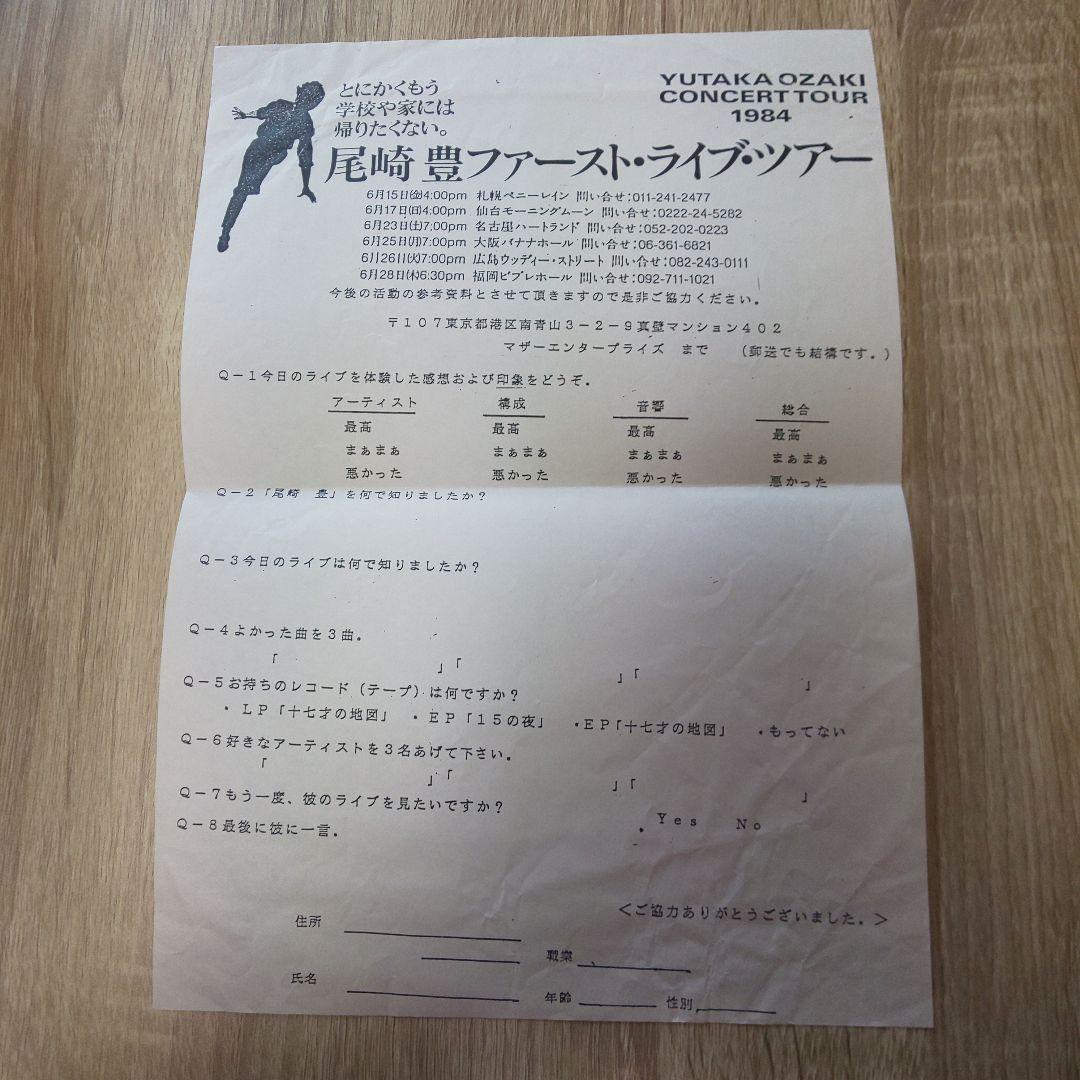 とにかくもう
学校や家には
帰りたくない。
YUTAKA OZAKI
CONCERT TOUR
1984
尾崎 豊ファースト・ライブ・ツアー
6月15日(金)4:00pm 札幌ペニーレイン 問い合せ:011-241-2477
6月17日(日)4:00pm 仙台モーニングムーン 問い合せ:0222-24-5282
6月23日(土)7:00pm 名古屋ハートランド 問い合せ:052-202-0223
6月25日(月)7:00pm 大阪バナナホール 問い合せ:06-361-6821
6月26日(火)7:00pm 広島ウッディー・ストリート 問い合せ:082-243-0111
6月28日(木)6:30pm 福岡ビブレホール 問い合せ:092-711-1021
今後の活動の参考資料とさせて頂きますので是非ご協力ください。
〒107東京都港区南青山3-2-9真壁マンション402
マザーエンタープライズ まで (郵送でも結構です。)
Q-1今日のライブを体験した感想および印象をどうぞ。
アーティスト 構成 音響 総合
最高 最高 最高 最高
まぁまぁ まぁまぁ まぁまぁ まぁまぁ
悪かった 悪かった 悪かった 悪かった
Q-2「尾崎 豊」を何で知りましたか?
Q-3今日のライブは何で知りましたか?
Q-4よかった曲を3曲。
「 」「 」「 」
Q-5お持ちのレコード(テープ)は何ですか?
・LP「十七才の地図」 ・EP「15の夜」 ・EP「十七才の地図」 ・もってない
Q-6好きなアーティストを3名あげて下さい。
「 」「 」「 」
Q-7もう一度、彼のライブを見たいですか?
Yes No
Q-8最後に彼に一言。
<ご協力ありがとうございました。>
住所
職業
氏名 年齢 性別